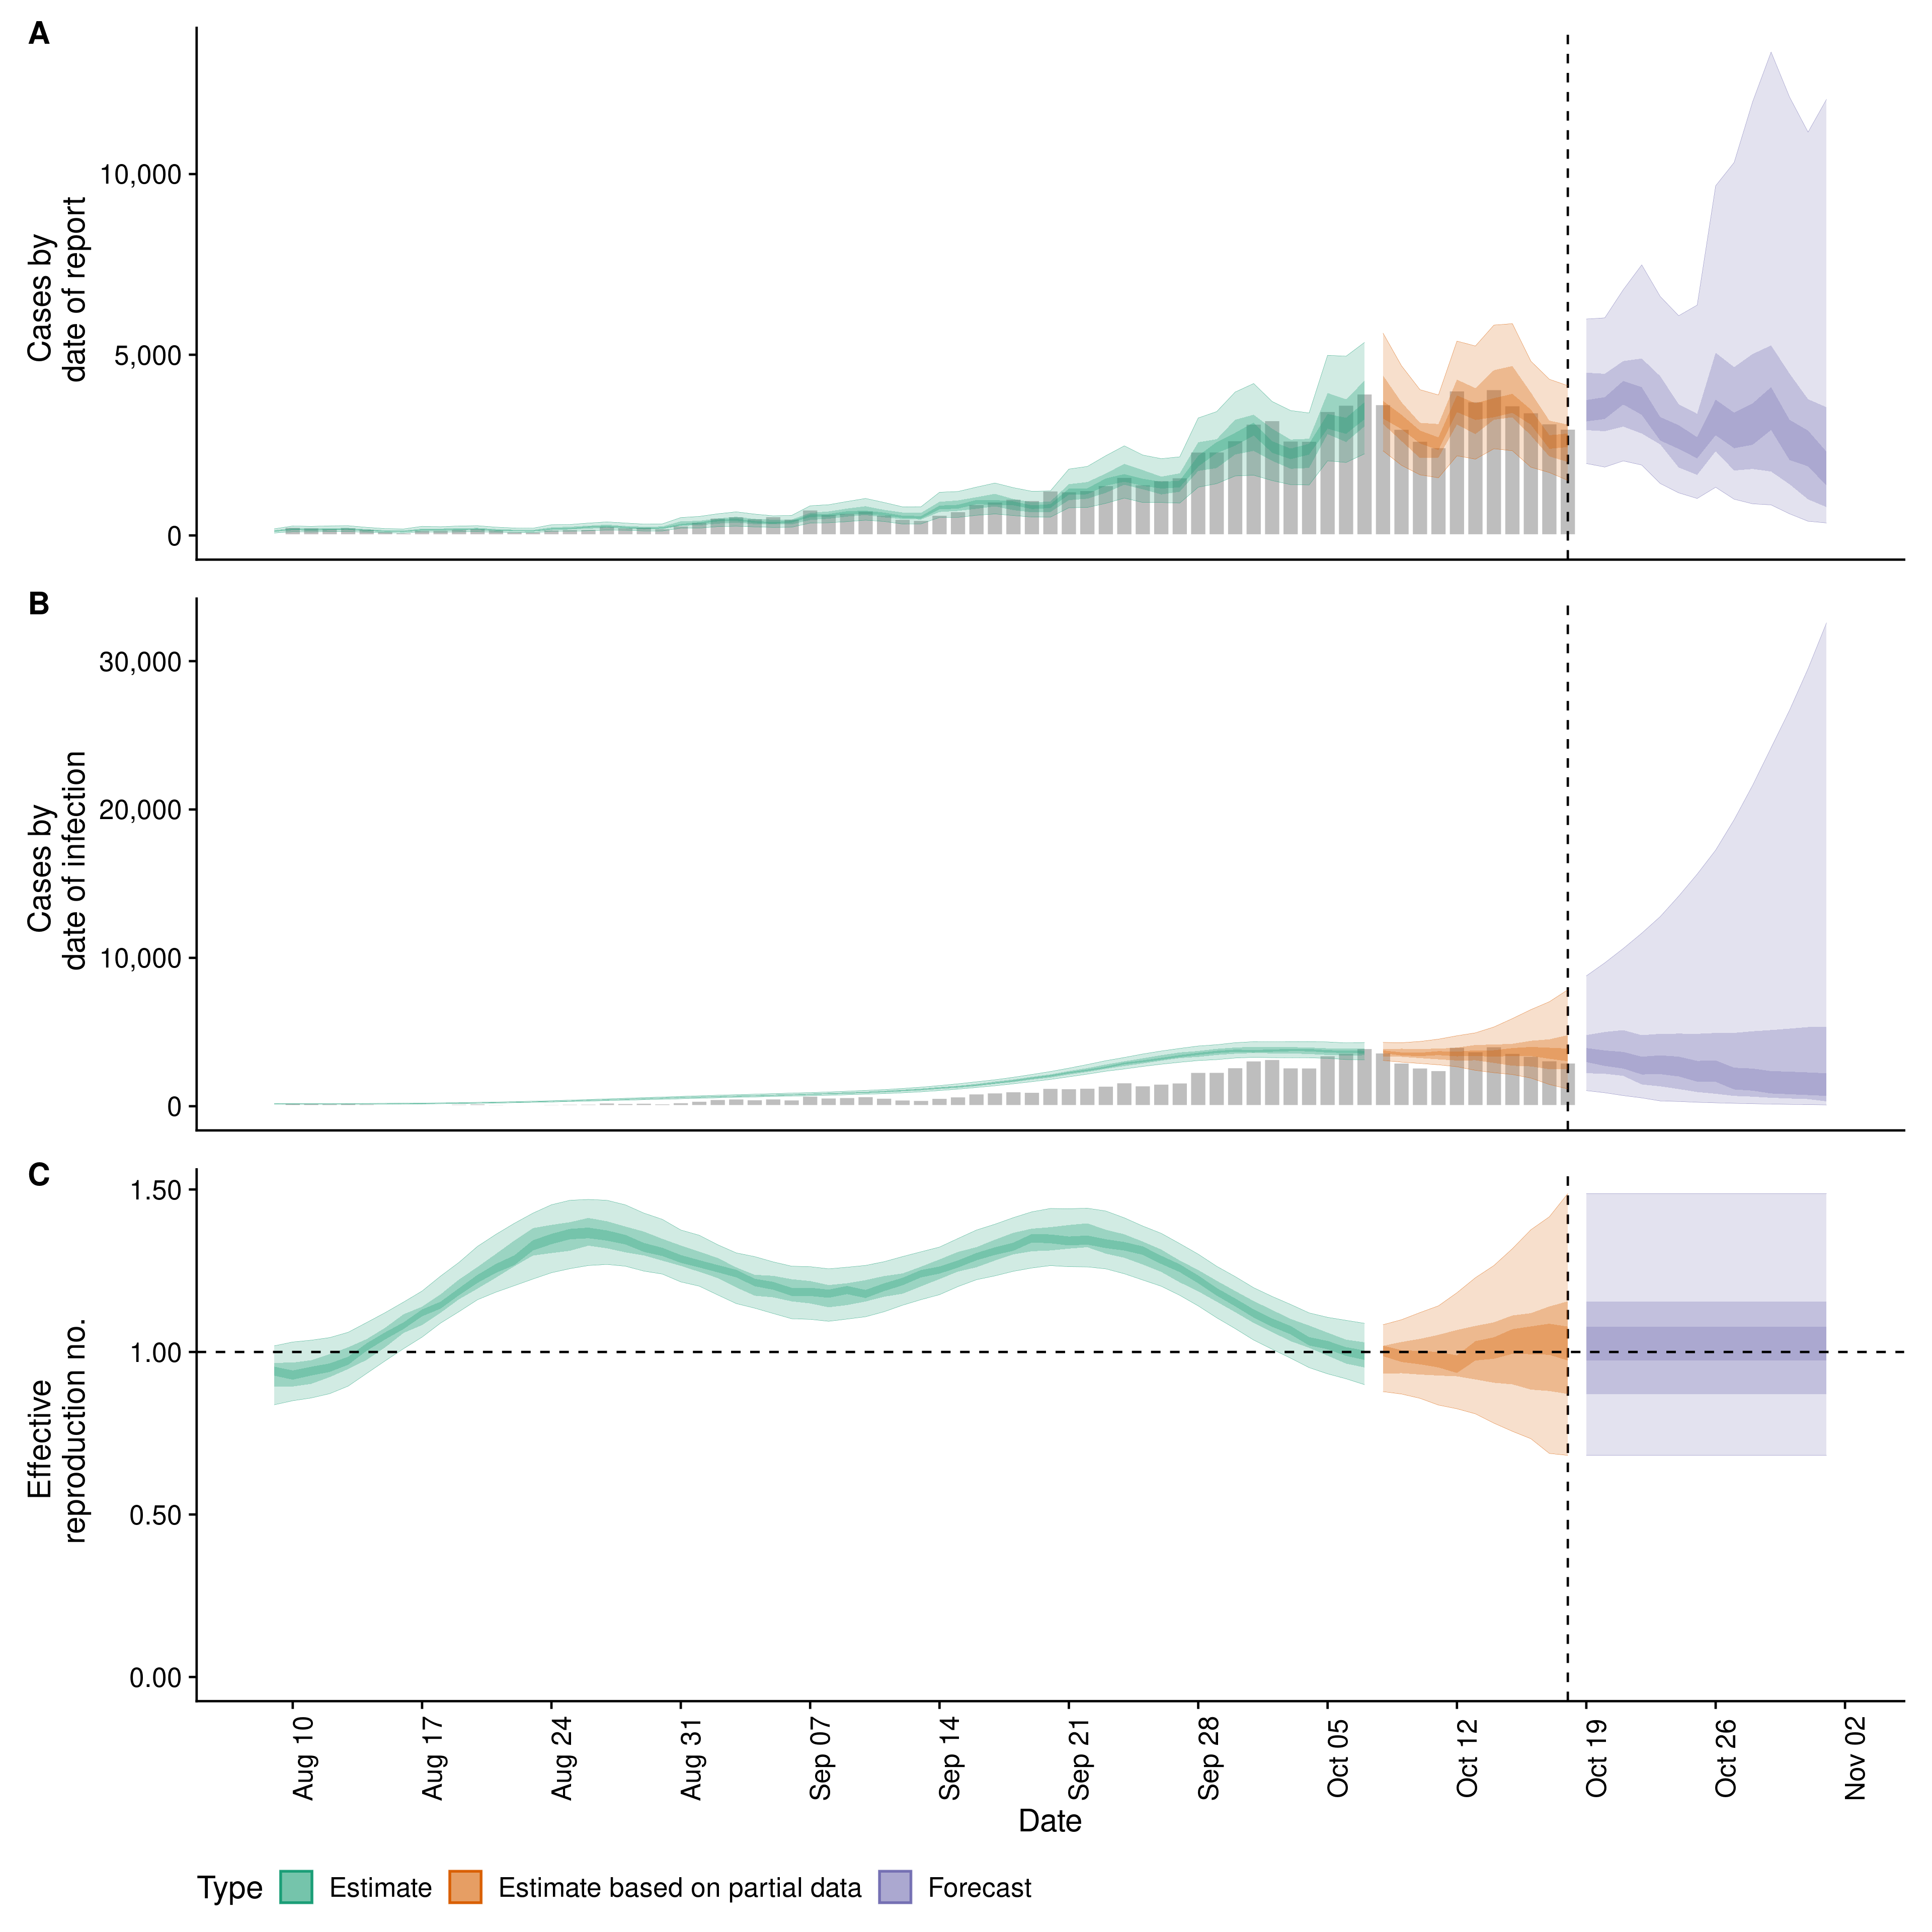 A
Cases by
date of report
10,000
5,000
0
B
Cases by
date of infection
30,000
20,000
10,000
0
C
Effective
reproduction no.
1.50
1.00
0.50
0.00
Aug 10
Aug 17
Aug 24
Aug 31
Sep 07
Sep 14
Sep 21
Sep 28
Oct 05
Oct 12
Oct 19
Oct 26
Nov 02
Date
Type Estimate Estimate based on partial data Forecast